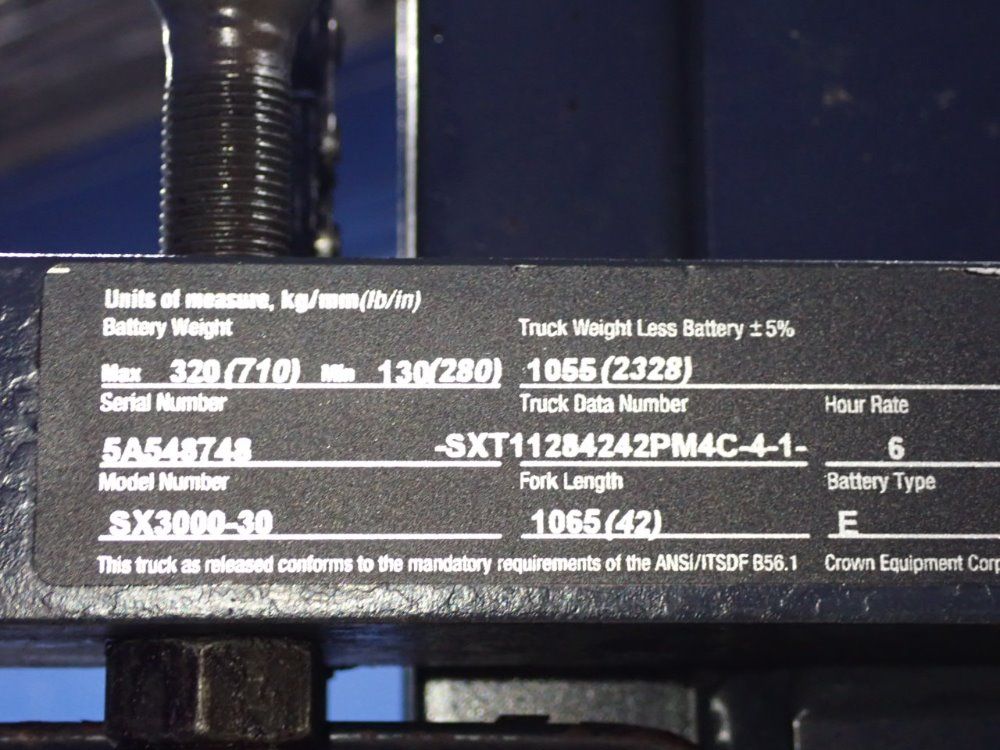 Units of measure, kg/mm(lb/in)
Battery Weight Truck Weight Less Battery ± 5%
Max 320(710) Min 130(280) 1055(2328)
Serial Number Truck Data Number Hour Rate
5A548748 -SXT11284242PM4C-4-1- 6
Model Number Fork Length Battery Type
SX3000-30 1065(42) E
This truck as released conforms to the mandatory requirements of the ANSI/ITSDF B56.1 Crown Equipment Corp